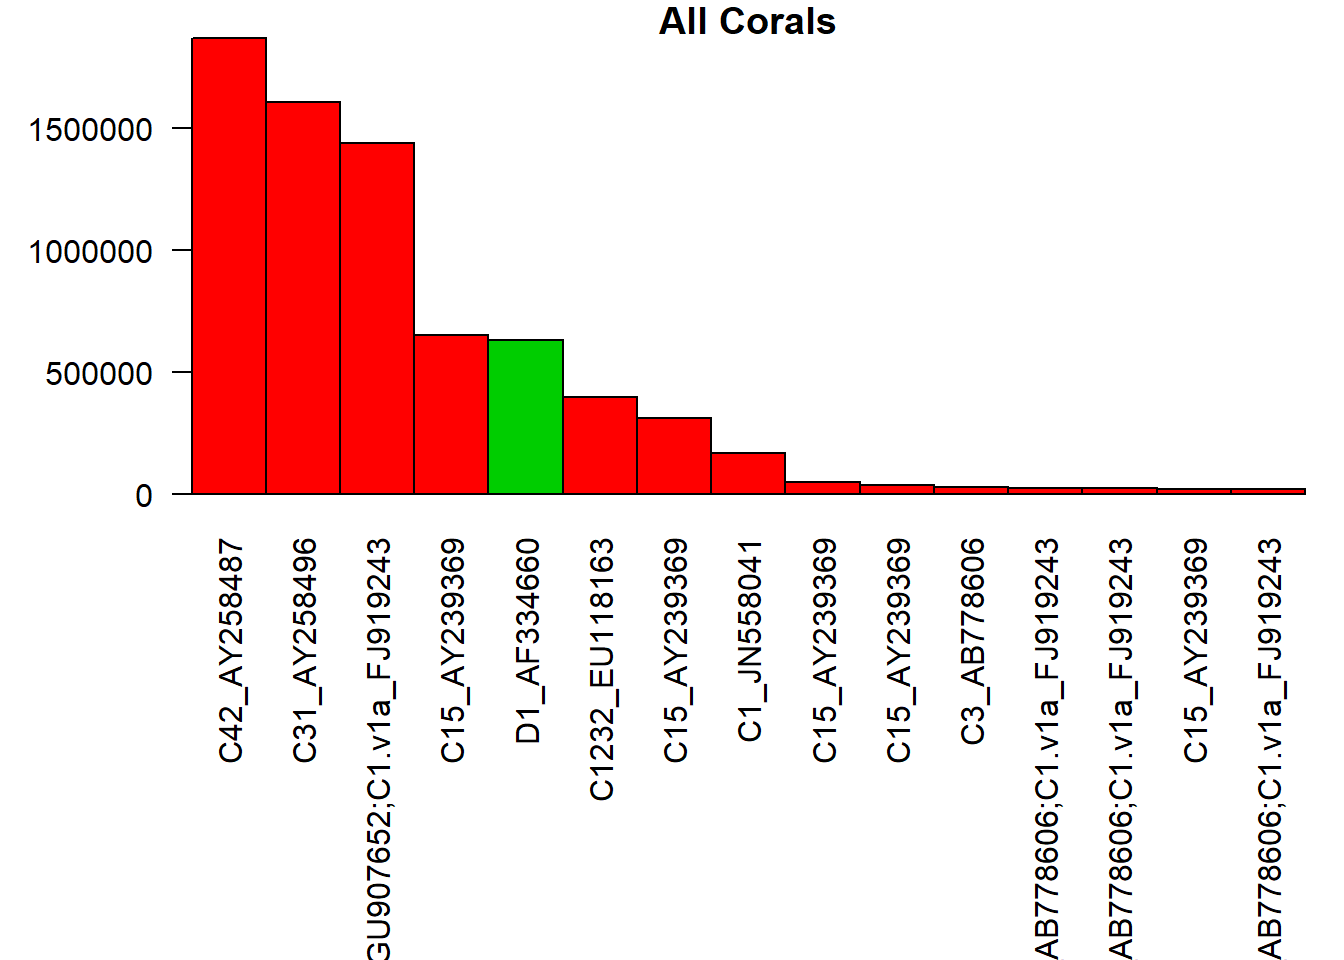 All Corals
1500000
1000000
500000
0
C42_AY258487
C31_AY258496
GU907652;C1.v1a_FJ919243
C15_AY239369
D1_AF334660
C1232_EU118163
C15_AY239369
C1_JN558041
C15_AY239369
C15_AY239369
C3_AB778606
AB778606;C1.v1a_FJ919243
AB778606;C1.v1a_FJ919243
C15_AY239369
AB778606;C1.v1a_FJ919243